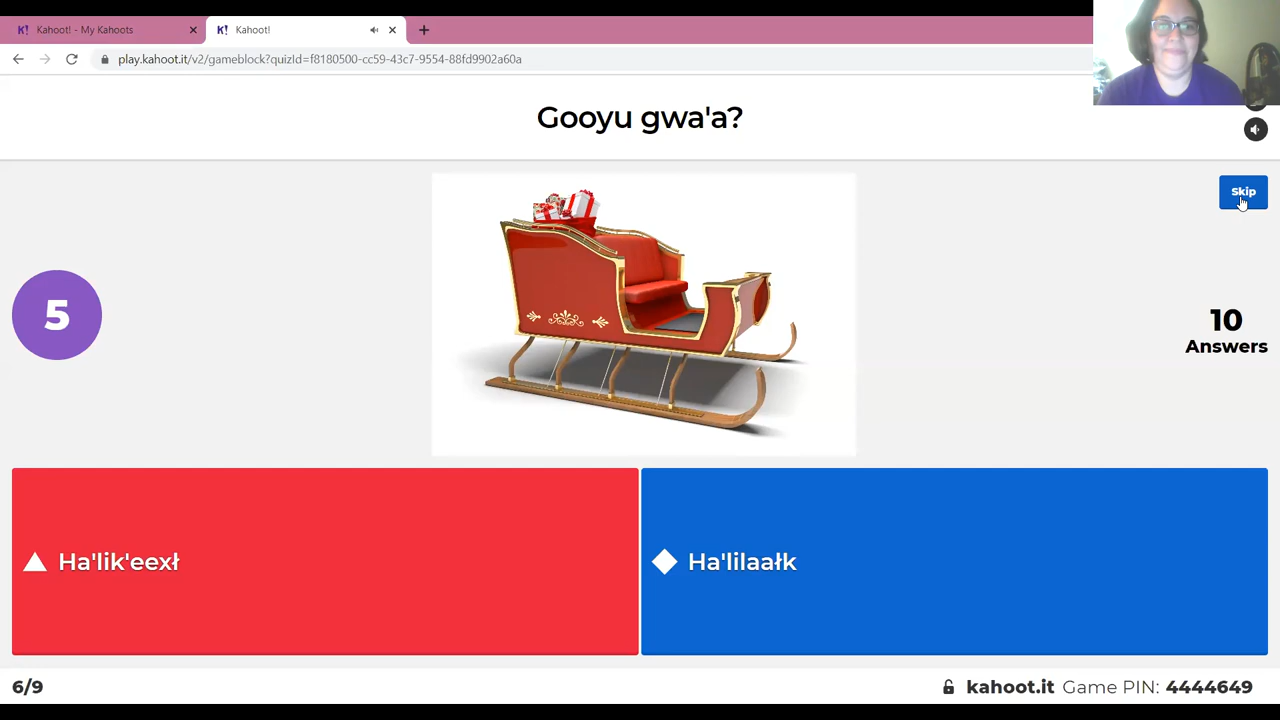 K! Kahoot! - My Kahoots
K! Kahoot!
play.kahoot.it/v2/gameblock?quizId=f8180500-cc59-43c7-9554-88fd9902a60a
Gooyu gwa'a?
Skip
5
10
Answers
Ha'lik'eexł
Ha'lilaałk
6/9
kahoot.it Game PIN: 4444649